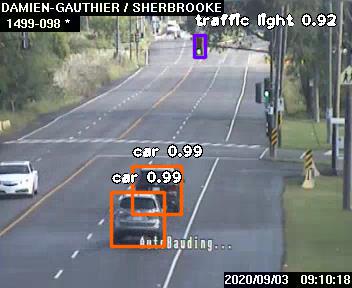 DAMIEN-GAUTHIER / SHERBROOKE
1499-098 *
traffic light 0.92
car 0.99
car 0.99
AutoBauding...
2020/09/03 09:10:18